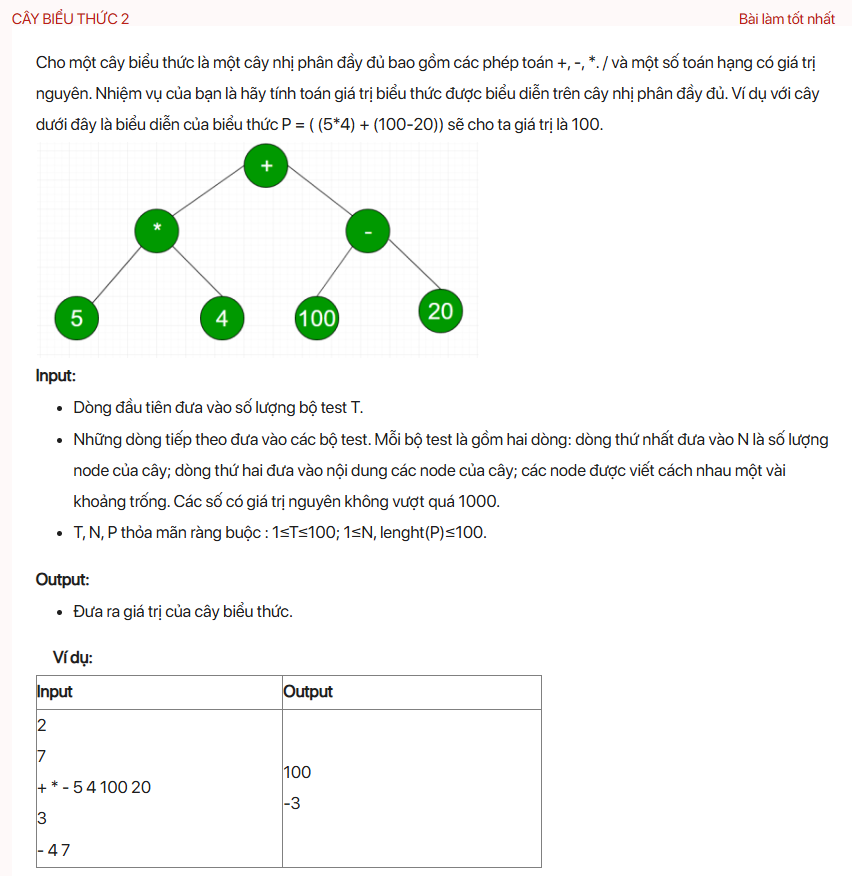 CÂY BIỂU THỨC 2 Bài làm tốt nhất
Cho một cây biểu thức là một cây nhị phân đầy đủ bao gồm các phép toán +, -, *. / và một số toán hạng có giá trị
nguyên. Nhiệm vụ của bạn là hãy tính toán giá trị biểu thức được biểu diễn trên cây nhị phân đầy đủ. Ví dụ với cây
dưới đây là biểu diễn của biểu thức P = ( (5*4) + (100-20)) sẽ cho ta giá trị là 100.
+
* -
5 4 100 20
Input:
• Dòng đầu tiên đưa vào số lượng bộ test T.
• Những dòng tiếp theo đưa vào các bộ test. Mỗi bộ test là gồm hai dòng: dòng thứ nhất đưa vào N là số lượng
node của cây; dòng thứ hai đưa vào nội dung các node của cây; các node được viết cách nhau một vài
khoảng trống. Các số có giá trị nguyên không vượt quá 1000.
• T, N, P thỏa mãn ràng buộc : 1≤T≤100; 1≤N, lenght(P)≤100.
Output:
• Đưa ra giá trị của cây biểu thức.
Ví dụ:
Input Output
2
7
+ * - 5 4 100 20
3
- 4 7
100
-3